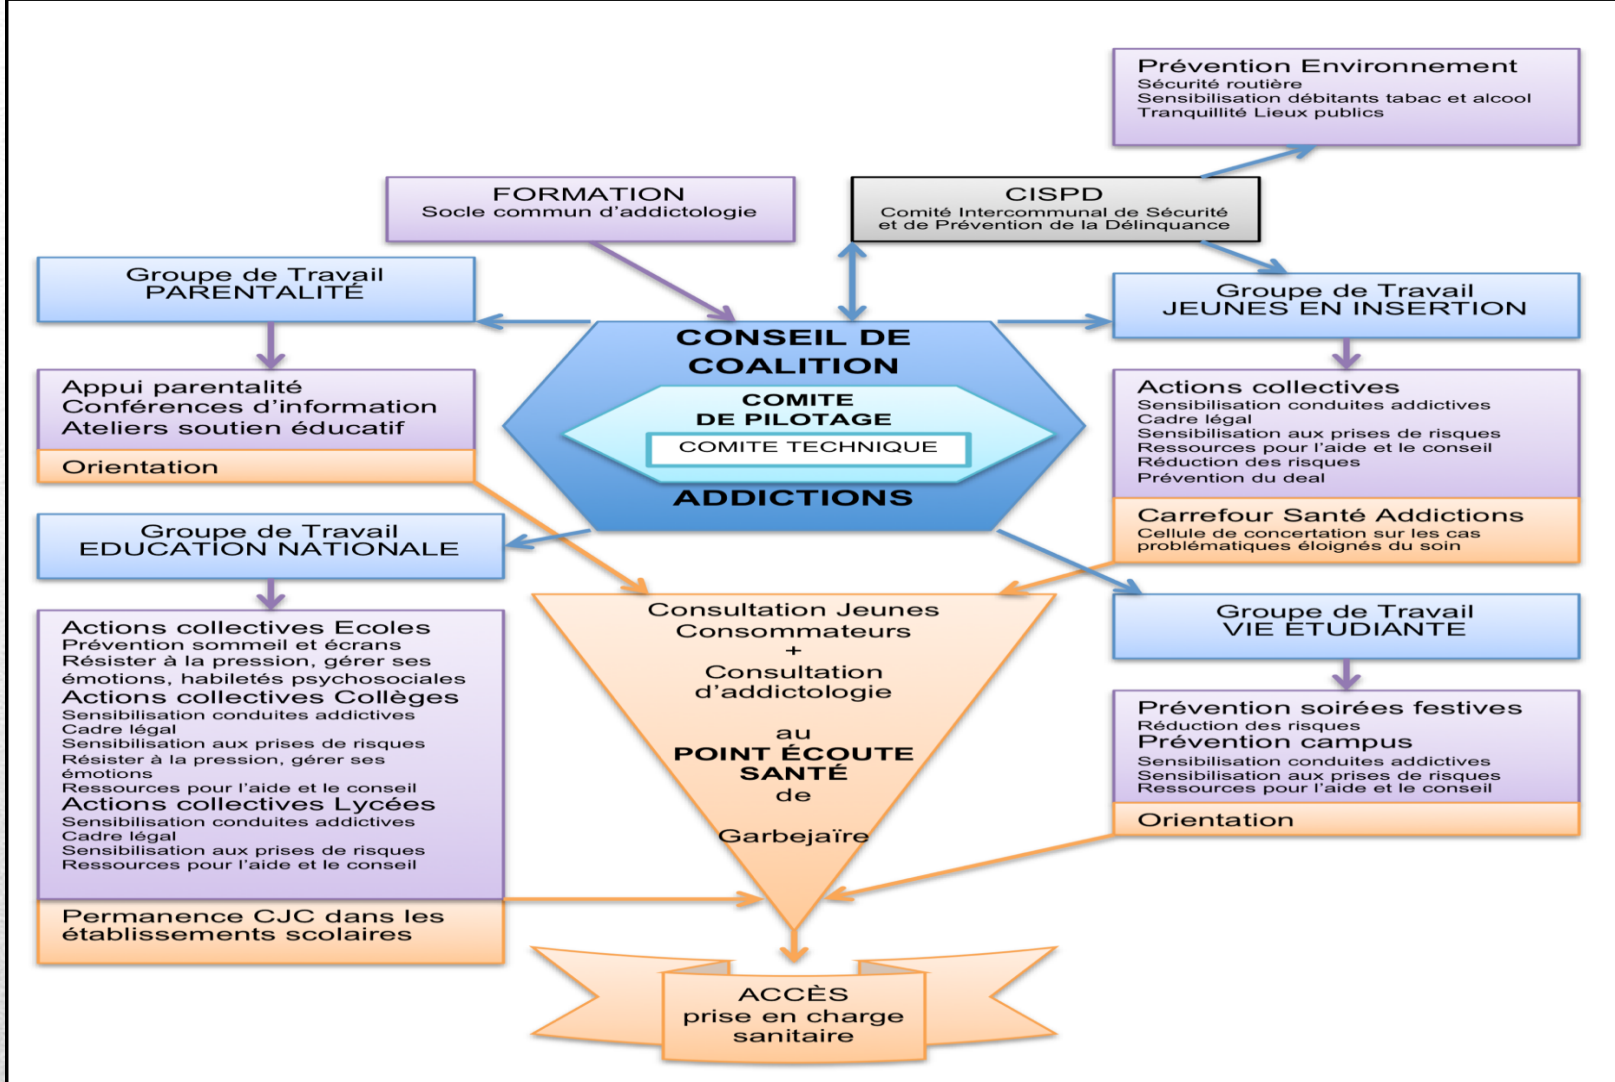 Prévention Environnement
Sécurité routière
Sensibilisation débitants tabac et alcool
Tranquillité Lieux publics
FORMATION
Socle commun d'addictologie
CISPD
Comité Intercommunal de Sécurité
et de Prévention de la Délinquance
Groupe de Travail
PARENTALITÉ
Groupe de Travail
JEUNES EN INSERTION
CONSEIL DE
COALITION
COMITE
DE PILOTAGE
COMITE TECHNIQUE
ADDICTIONS
Appui parentalité
Conférences d'information
Ateliers soutien éducatif
Orientation
Actions collectives
Sensibilisation conduites addictives
Cadre légal
Sensibilisation aux prises de risques
Ressources pour l'aide et le conseil
Réduction des risques
Prévention du deal
Carrefour Santé Addictions
Cellule de concertation sur les cas
problématiques éloignés du soin
Groupe de Travail
EDUCATION NATIONALE
Actions collectives Ecoles
Prévention sommeil et écrans
Résister à la pression, gérer ses
émotions, habiletés psychosociales
Actions collectives Collèges
Sensibilisation conduites addictives
Cadre légal
Sensibilisation aux prises de risques
Résister à la pression, gérer ses
émotions
Ressources pour l'aide et le conseil
Actions collectives Lycées
Sensibilisation conduites addictives
Cadre légal
Sensibilisation aux prises de risques
Ressources pour l'aide et le conseil
Permanence CJC dans les
établissements scolaires
Consultation Jeunes
Consommateurs
+
Consultation
d'addictologie
au
POINT ÉCOUTE
SANTÉ
de
Garbejaïre
Groupe de Travail
VIE ETUDIANTE
Prévention soirées festives
Réduction des risques
Prévention campus
Sensibilisation conduites addictives
Sensibilisation aux prises de risques
Ressources pour l'aide et le conseil
Orientation
ACCÈS
prise en charge
sanitaire